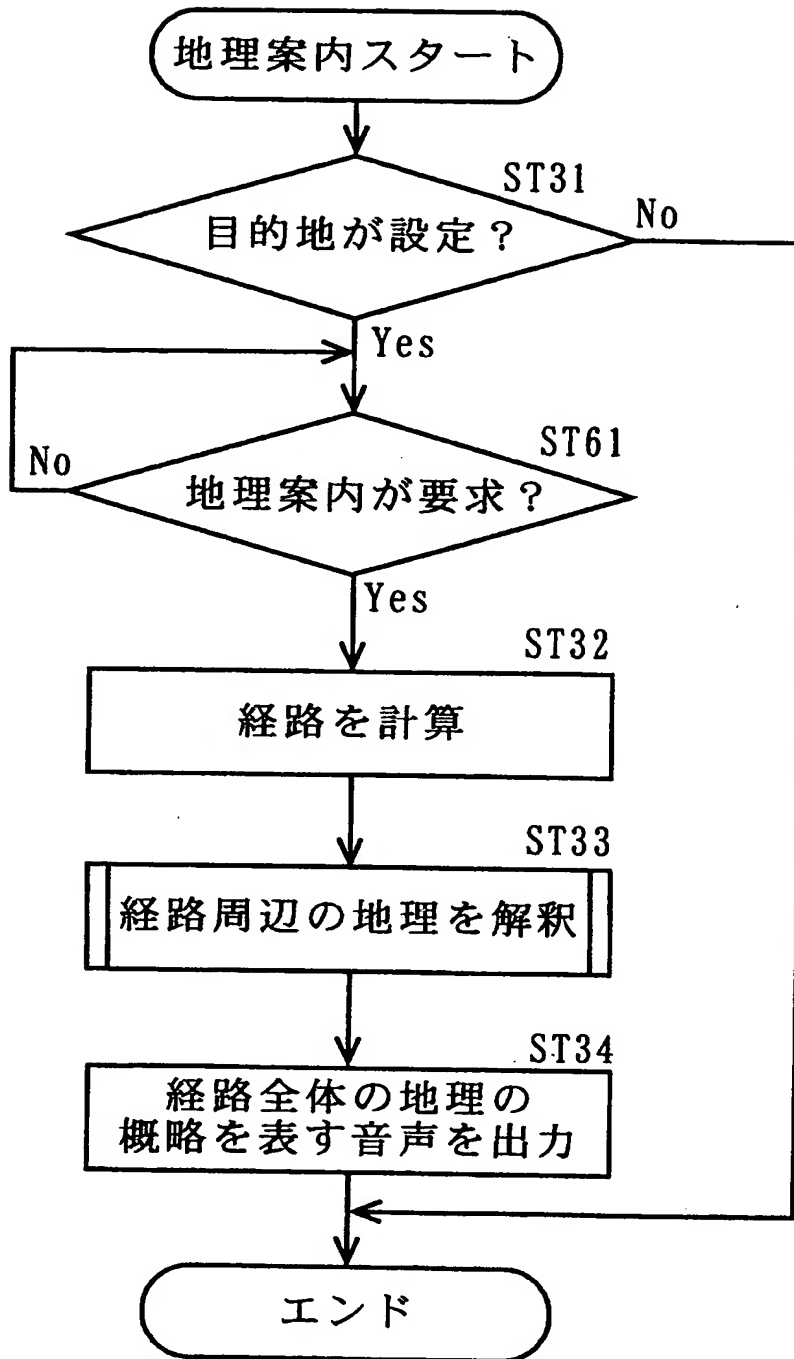 地理案内スタート
ST31
目的地が設定？
No
Yes
ST61
地理案内が要求？
No
Yes
ST32
経路を計算
ST33
経路周辺の地理を解釈
ST34
経路全体の地理の
概略を表す音声を出力
エンド